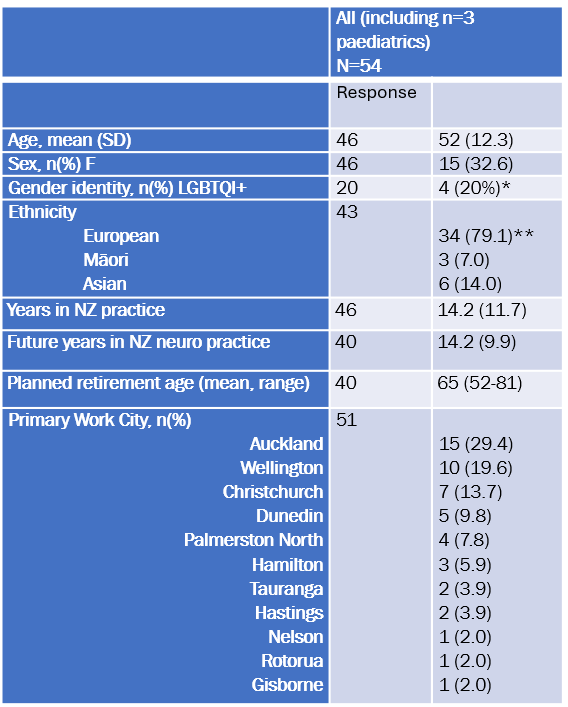 All (including n=3
paediatrics)
N=54
Response
Age, mean (SD) 46 52 (12.3)
Sex, n(%) F 46 15 (32.6)
Gender identity, n(%) LGBTQI+ 20 4 (20%)*
Ethnicity 43
European 34 (79.1)**
Māori 3 (7.0)
Asian 6 (14.0)
Years in NZ practice 46 14.2 (11.7)
Future years in NZ neuro practice 40 14.2 (9.9)
Planned retirement age (mean, range) 40 65 (52-81)
Primary Work City, n(%) 51
Auckland 15 (29.4)
Wellington 10 (19.6)
Christchurch 7 (13.7)
Dunedin 5 (9.8)
Palmerston North 4 (7.8)
Hamilton 3 (5.9)
Tauranga 2 (3.9)
Hastings 2 (3.9)
Nelson 1 (2.0)
Rotorua 1 (2.0)
Gisborne 1 (2.0)